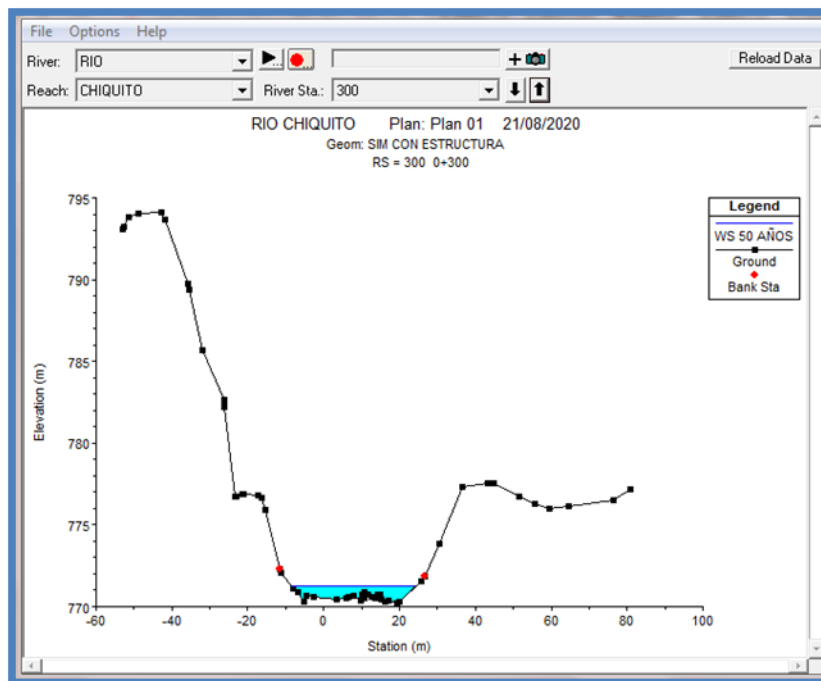 File Options Help
River: RIO
Reload Data
Reach: CHIQUITO River Sta.: 300
RIO CHIQUITO Plan: Plan 01 21/08/2020
Geom: SIM CON ESTRUCTURA
RS = 300 0+300
795
790
785
780
775
770
Elevation (m)
-60 -40 -20 0 20 40 60 80 100
Station (m)
Legend
WS 50 AÑOS
Ground
Bank Sta